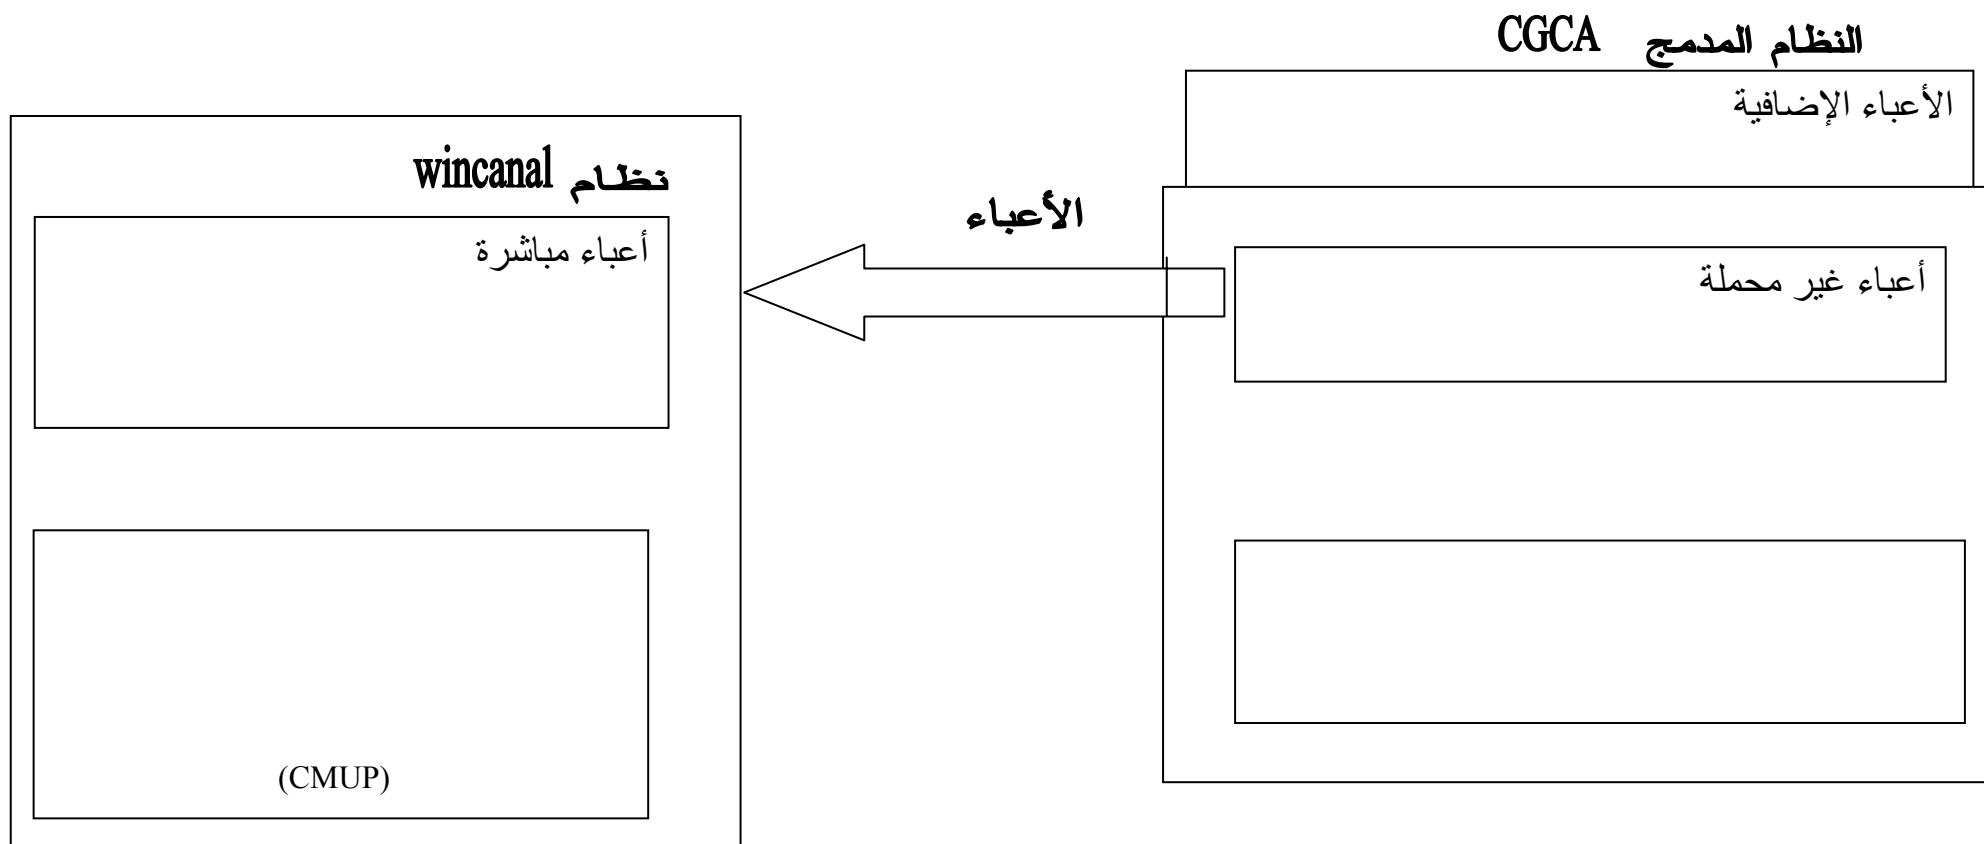 النظام المدمج CGCA
الأعباء الإضافية
نظام wincanal
الأعباء
أعباء مباشرة
أعباء غير محملة
(CMUP)